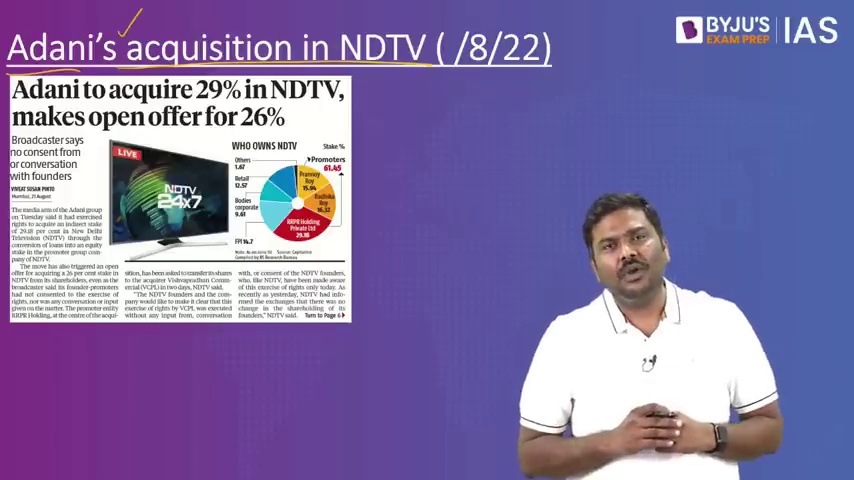 Adani's acquisition in NDTV ( /8/22)
BYJU'S
EXAM PREP
IAS
Adani to acquire 29% in NDTV,
makes open offer for 26%
Broadcaster says
no consent from
or conversation
with founders
VIVEAT SUSAN PINTO
Mumbai, 23 August
The media arm of the Adani group
on Tuesday said it had exercised
rights to acquire an indirect stake
of 29.18 per cent in New Delhi
Television (NDTV) through the
conversion of loans into an equity
stake in the promoter group com
pany of NDTV.
The move has also triggered an open
offer for acquiring a 26 per cent stake in
NDTV from its shareholders, even as the
broadcaster said its founder-promoters
had not consented to the exercise of
rights, nor was any conversation or input
given on the matter. The promoter entity
RRPR Holding, at the centre of the acqui-
LIVE
NDTV
24x7
WHO OWNS NDTV
Stake %
Others
1.67
Retail
12.57
Bodies
corporate
9.61
FPI 14.7
Promoters
61.45
Prannoy
Roy
15.94
Radhika
Roy
16.32
RRPR Holding
Private Ltd
29.18
Note: As on June 30 Source: Capitaline
Compiled by BS Research Bureau
sition, has been asked to transfer its shares
to the acquirer Vishvapradhan Comm-
ercial (VCPL) in two days, NDTV said.
"The NDTV founders and the com-
pany would like to make it clear that this
exercise of rights by VCPL was executed
without any input from, conversation
with, or consent of the NDTV founders,
who, like NDTV, have been made aware
of this exercise of rights only today. As
recently as yesterday, NDTV had info-
rmed the exchanges that there was no
change in the shareholding of its
founders," NDTV said. Turn to Page 6